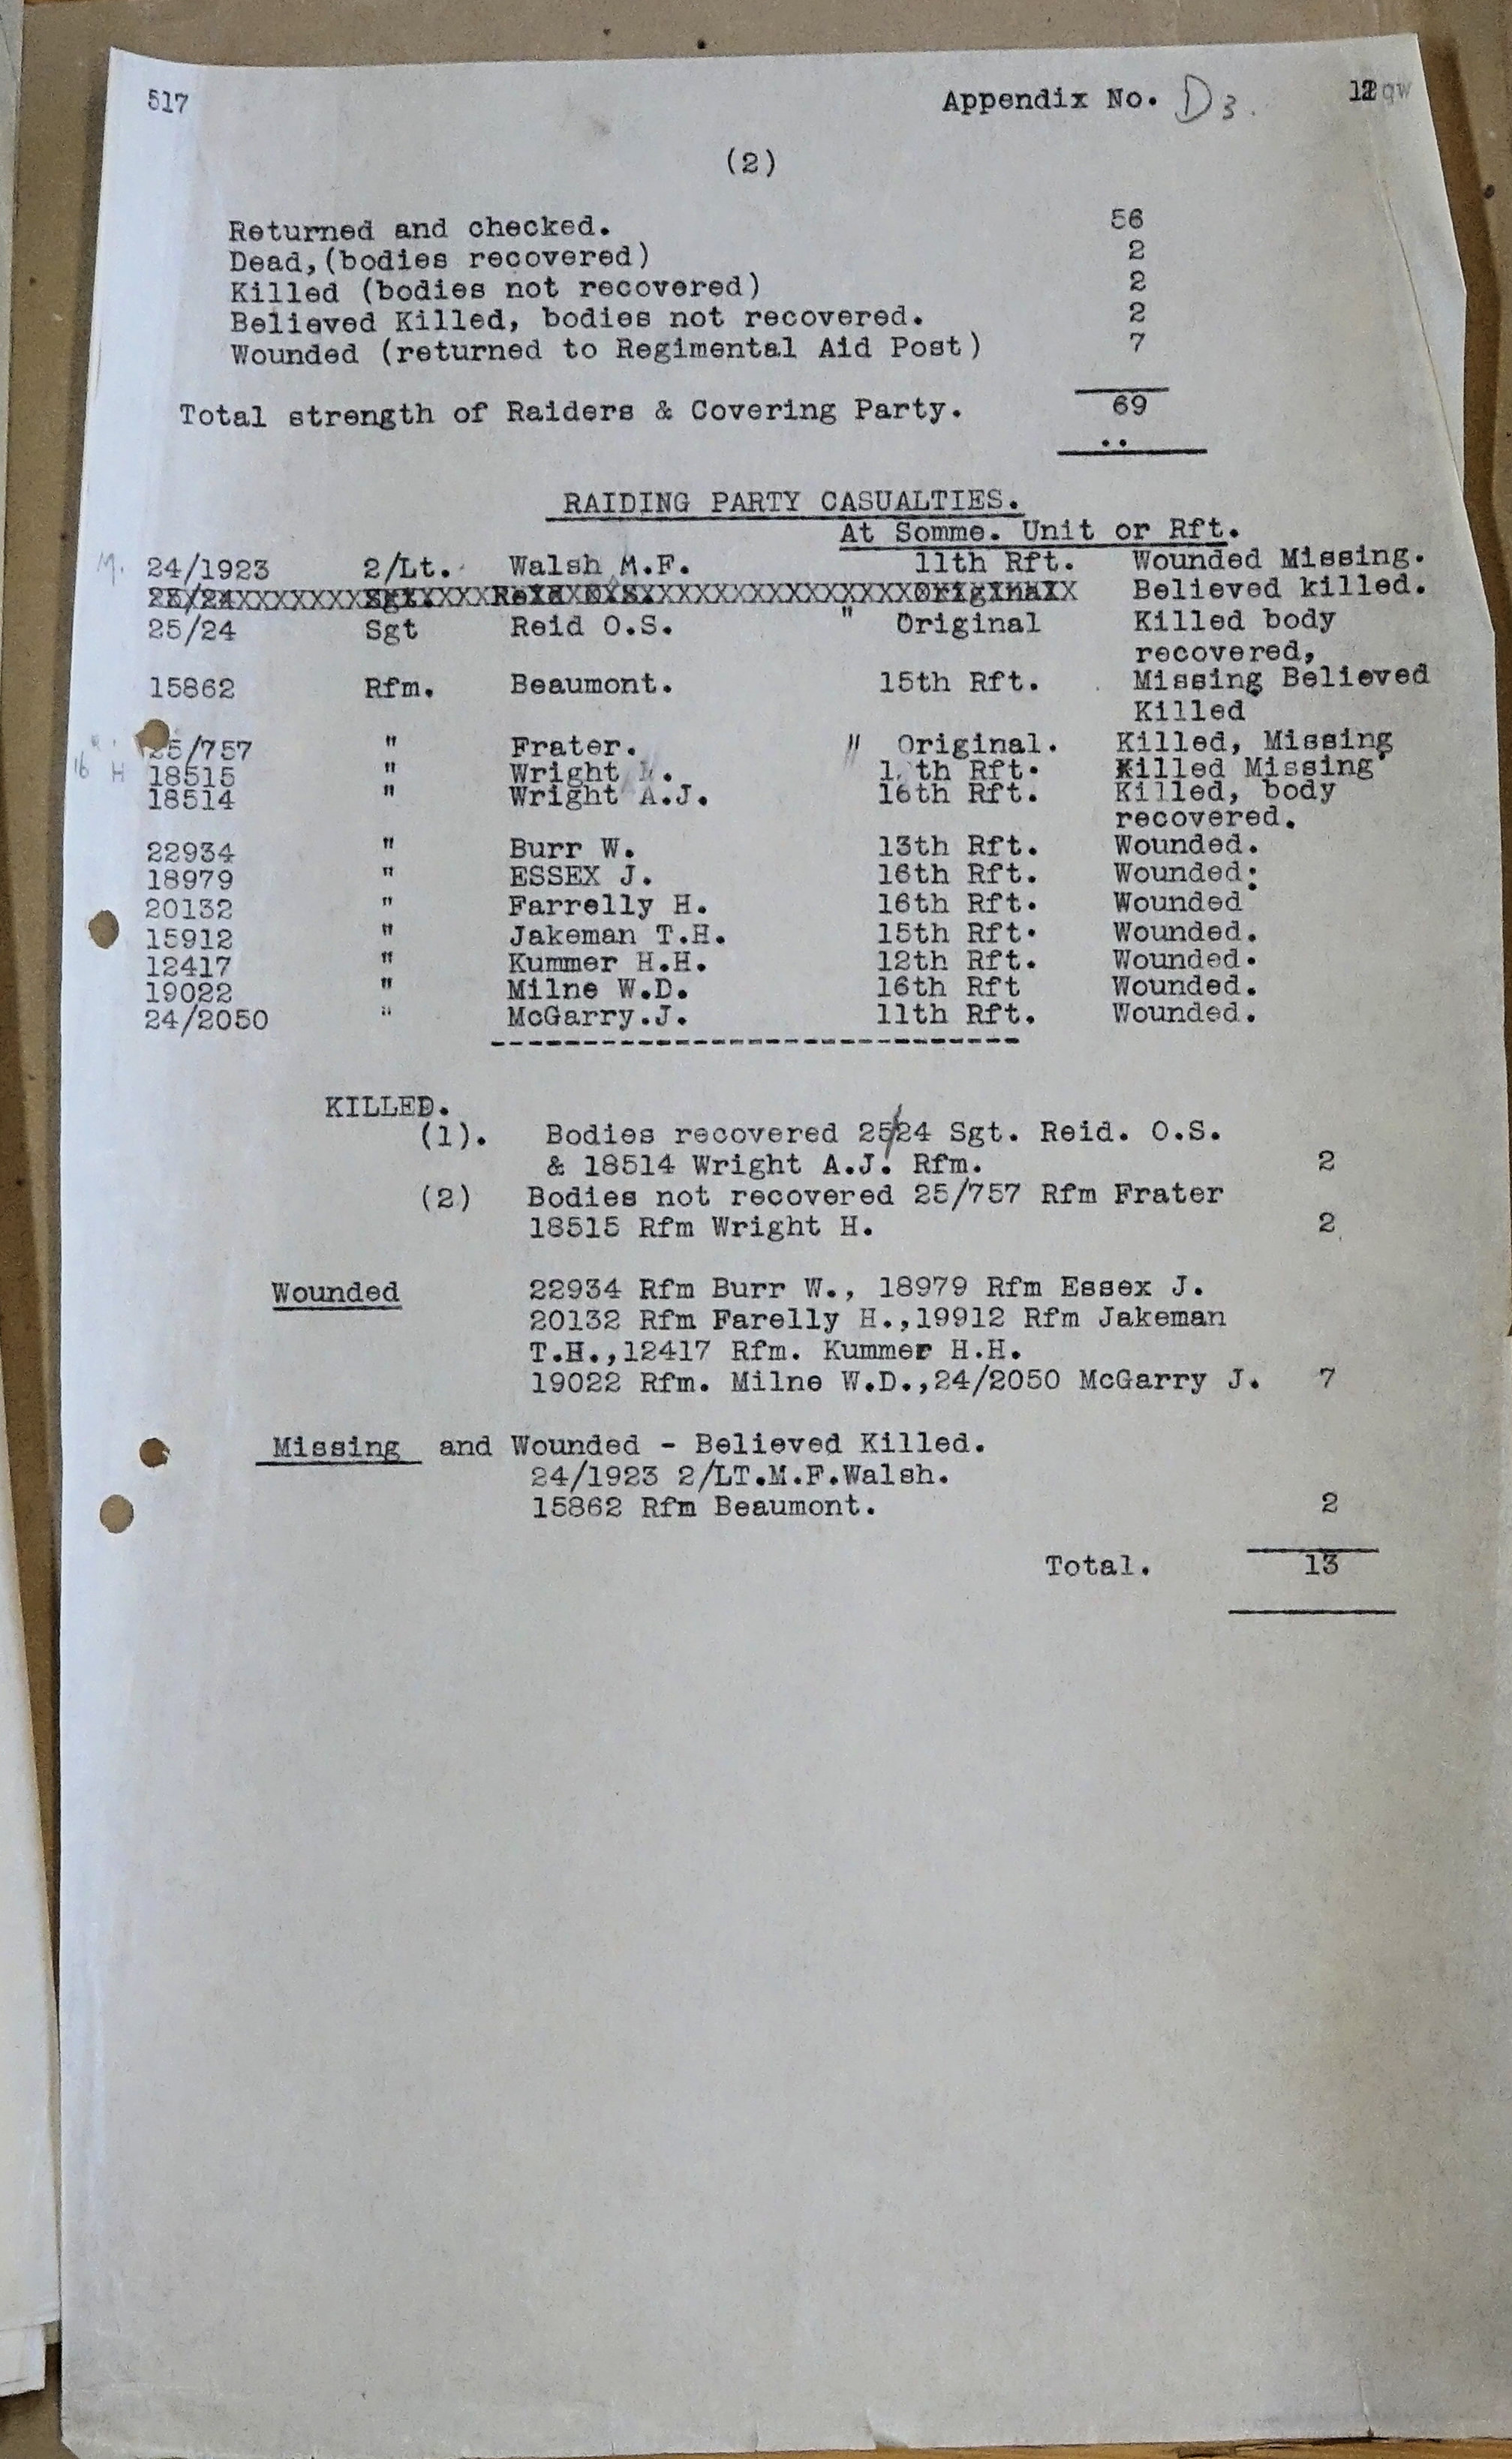 517 Appendix No. D3.
(2)
Returned and checked. 56
Dead,(bodies recovered) 2
Killed (bodies not recovered) 2
Believed Killed, bodies not recovered. 2
Wounded (returned to Regimental Aid Post) 7
Total strength of Raiders & Covering Party. 69
..
RAIDING PARTY CASUALTIES.
At Somme. Unit or Rft.
M. 24/1923 2/Lt. Walsh M.F. 11th Rft. Wounded Missing.
25/24XXXXXXXXSgt.XXXXReid O.S.XXXXXXXXXXXXXXXXXOriginalX Believed killed.
25/24 Sgt Reid O.S. " Original Killed body
recovered,
15862 Rfm. Beaumont. 15th Rft. Missing Believed
Killed
25/757 " Frater. " Original. Killed, Missing
16 H 18515 " Wright Rft. Killed Missing
18514 " Wright A.J. 16th Rft. Killed, body
recovered.
22934 " Burr W. 13th Rft. Wounded.
18979 " ESSEX J. 16th Rft. Wounded:
20132 " Farrelly H. 16th Rft. Wounded
15912 " Jakeman T.H. 15th Rft. Wounded.
12417 " Kummer H.H. 12th Rft. Wounded.
19022 " Milne W.D. 16th Rft Wounded.
24/2050 " McGarry.J. 11th Rft. Wounded.
-----------------------------
KILLED.
(1). Bodies recovered 25/24 Sgt. Reid. O.S.
& 18514 Wright A.J. Rfm. 2
(2) Bodies not recovered 25/757 Rfm Frater
18515 Rfm Wright H. 2
Wounded 22934 Rfm Burr W., 18979 Rfm Essex J.
20132 Rfm Farelly H.,19912 Rfm Jakeman
T.H.,12417 Rfm. Kummer H.H.
19022 Rfm. Milne W.D.,24/2050 McGarry J. 7
Missing and Wounded - Believed Killed.
24/1923 2/LT.M.F.Walsh.
15862 Rfm Beaumont. 2
Total. 13